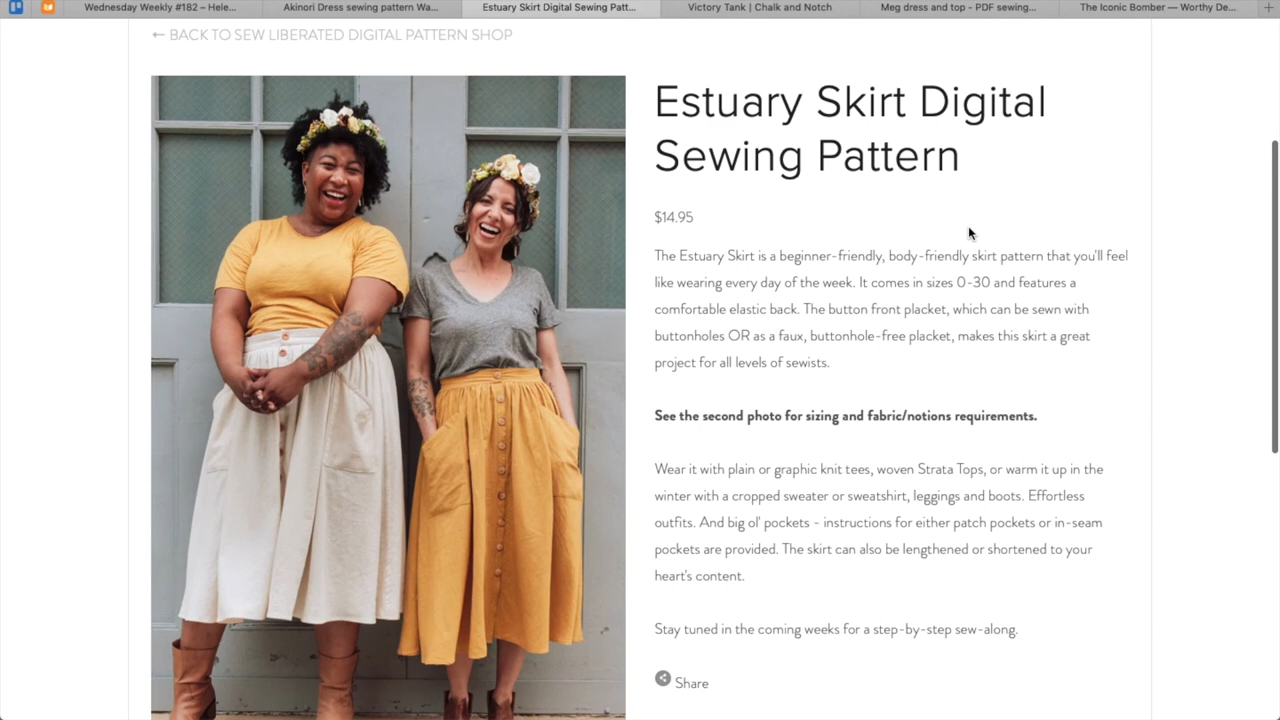 Wednesday Weekly #182 – Hele...
Akinori Dress sewing pattern Wa...
Estuary Skirt Digital Sewing Patt...
Victory Tank | Chalk and Notch
Meg dress and top - PDF sewing...
The Iconic Bomber — Worthy De...
← BACK TO SEW LIBERATED DIGITAL PATTERN SHOP
Estuary Skirt Digital
Sewing Pattern
$14.95
The Estuary Skirt is a beginner-friendly, body-friendly skirt pattern that you'll feel
like wearing every day of the week. It comes in sizes 0-30 and features a
comfortable elastic back. The button front placket, which can be sewn with
buttonholes OR as a faux, buttonhole-free placket, makes this skirt a great
project for all levels of sewists.
See the second photo for sizing and fabric/notions requirements.
Wear it with plain or graphic knit tees, woven Strata Tops, or warm it up in the
winter with a cropped sweater or sweatshirt, leggings and boots. Effortless
outfits. And big ol' pockets - instructions for either patch pockets or in-seam
pockets are provided. The skirt can also be lengthened or shortened to your
heart's content.
Stay tuned in the coming weeks for a step-by-step sew-along.
Share